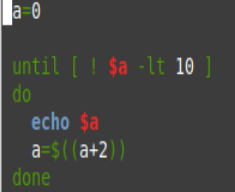 a=0
until [ ! $a -lt 10 ]
do
echo $a
a=$((a+2))
done